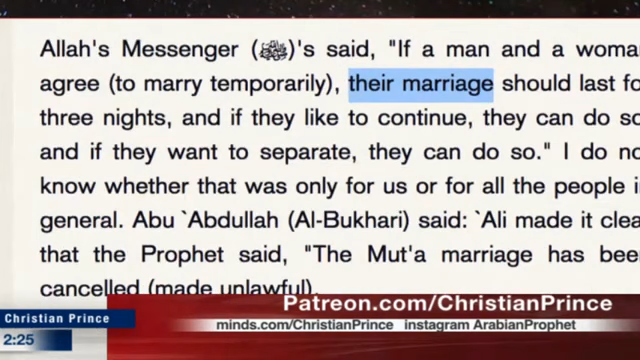 Allah's Messenger (ﷺ)'s said, "If a man and a woma
agree (to marry temporarily), their marriage should last fo
three nights, and if they like to continue, they can do so
and if they want to separate, they can do so." I do no
know whether that was only for us or for all the people i
general. Abu `Abdullah (Al-Bukhari) said: `Ali made it clea
that the Prophet said, "The Mut'a marriage has bee
cancelled (made unlawful).
Patreon.com/ChristianPrince
Christian Prince
minds.com/ChristianPrince instagram ArabianProphet
2:25